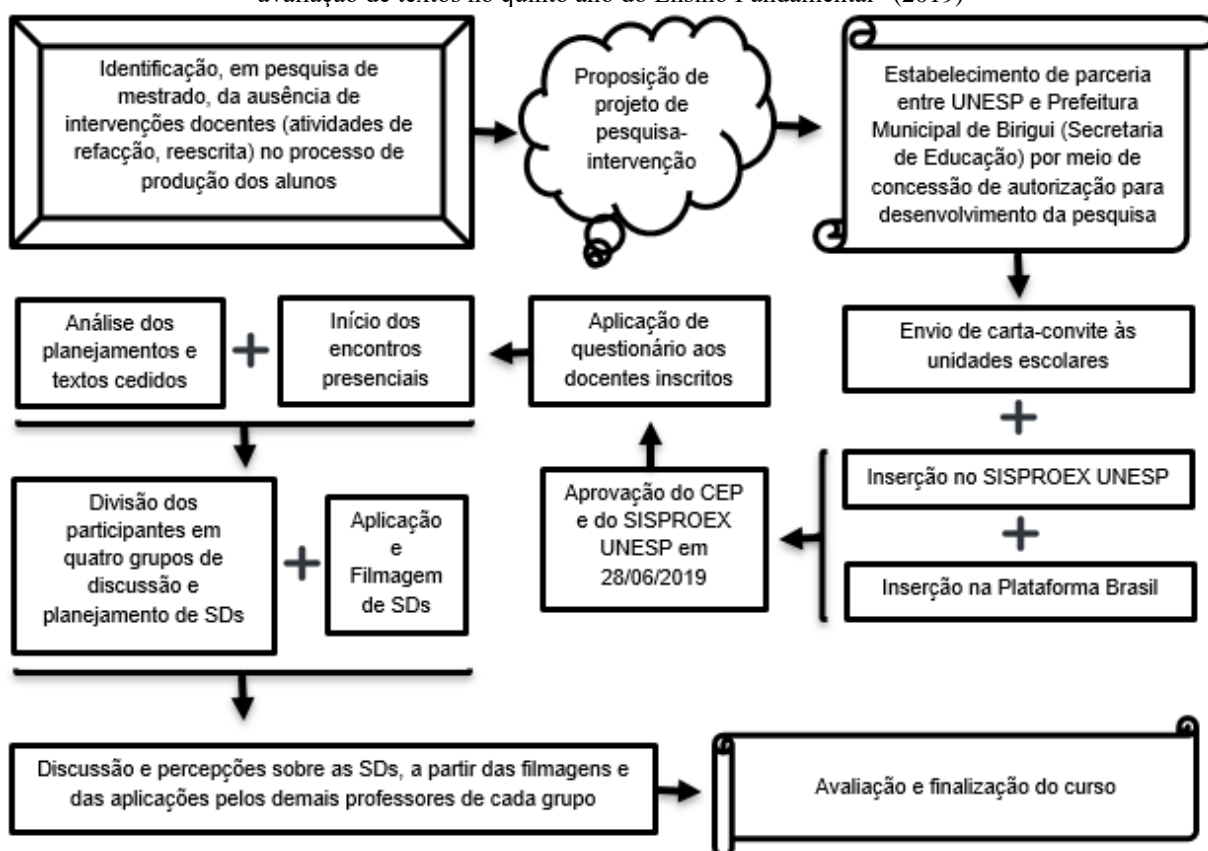 avaliação de textos no quinto ano do Ensino Fundamental" (2019)
Identificação, em pesquisa de
mestrado, da ausência de
intervenções docentes (atividades de
refacção, reescrita) no processo de
produção dos alunos
Proposição de
projeto de
pesquisa-
intervenção
Estabelecimento de parceria
entre UNESP e Prefeitura
Municipal de Birigui (Secretaria
de Educação) por meio de
concessão de autorização para
desenvolvimento da pesquisa
Envio de carta-convite às
unidades escolares
+
Inserção no SISPROEX UNESP
+
Inserção na Plataforma Brasil
Aprovação do CEP
e do SISPROEX
UNESP em
28/06/2019
Aplicação de
questionário aos
docentes inscritos
Início dos
encontros
presenciais
+
Análise dos
planejamentos e
textos cedidos
Divisão dos
participantes em
quatro grupos de
discussão e
planejamento de SDs
+
Aplicação
e
Filmagem
de SDs
Discussão e percepções sobre as SDs, a partir das filmagens e
das aplicações pelos demais professores de cada grupo
Avaliação e finalização do curso